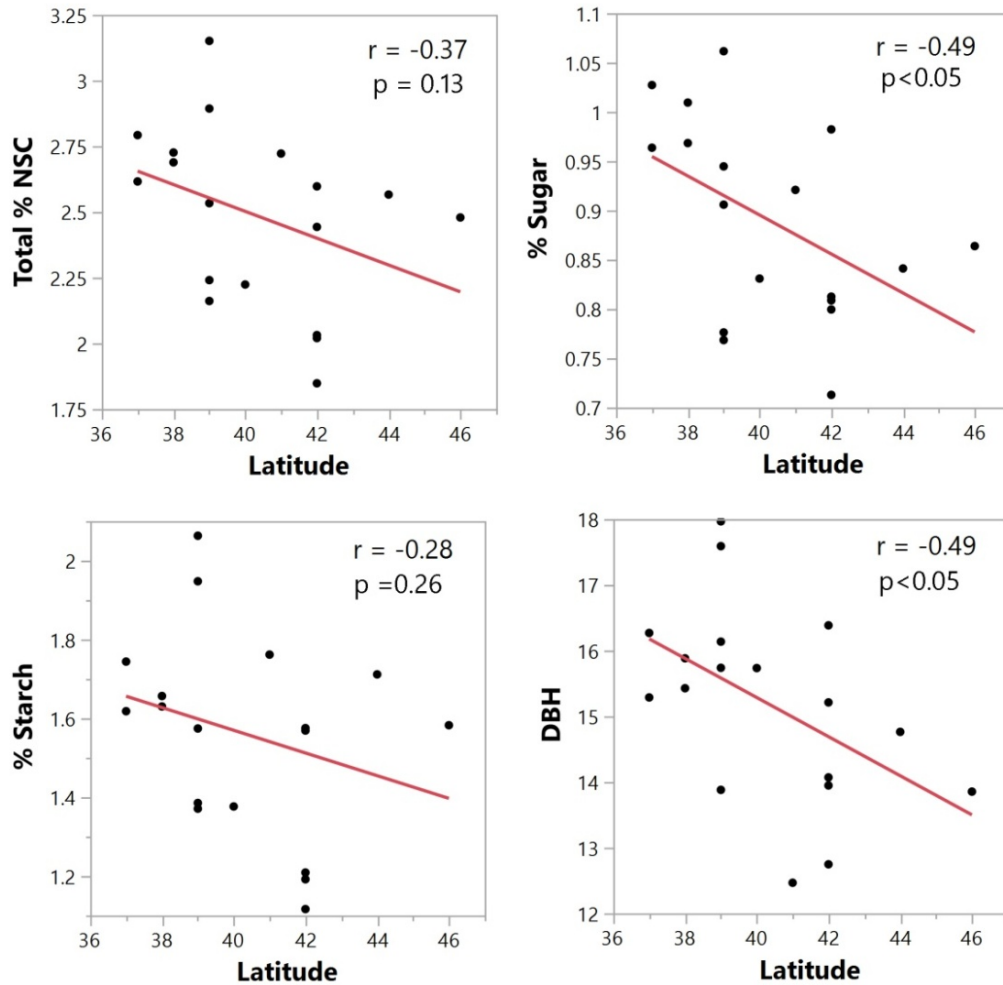 3.25
3
2.75
2.5
2.25
2
1.75
Total % NSC
r = -0.37
p = 0.13
36 38 40 42 44 46
Latitude
1.1
1.05
1
0.95
0.9
0.85
0.8
0.75
0.7
% Sugar
r = -0.49
p<0.05
36 38 40 42 44 46
Latitude
2
1.8
1.6
1.4
1.2
% Starch
r = -0.28
p =0.26
36 38 40 42 44 46
Latitude
18
17
16
15
14
13
12
DBH
r = -0.49
p<0.05
36 38 40 42 44 46
Latitude